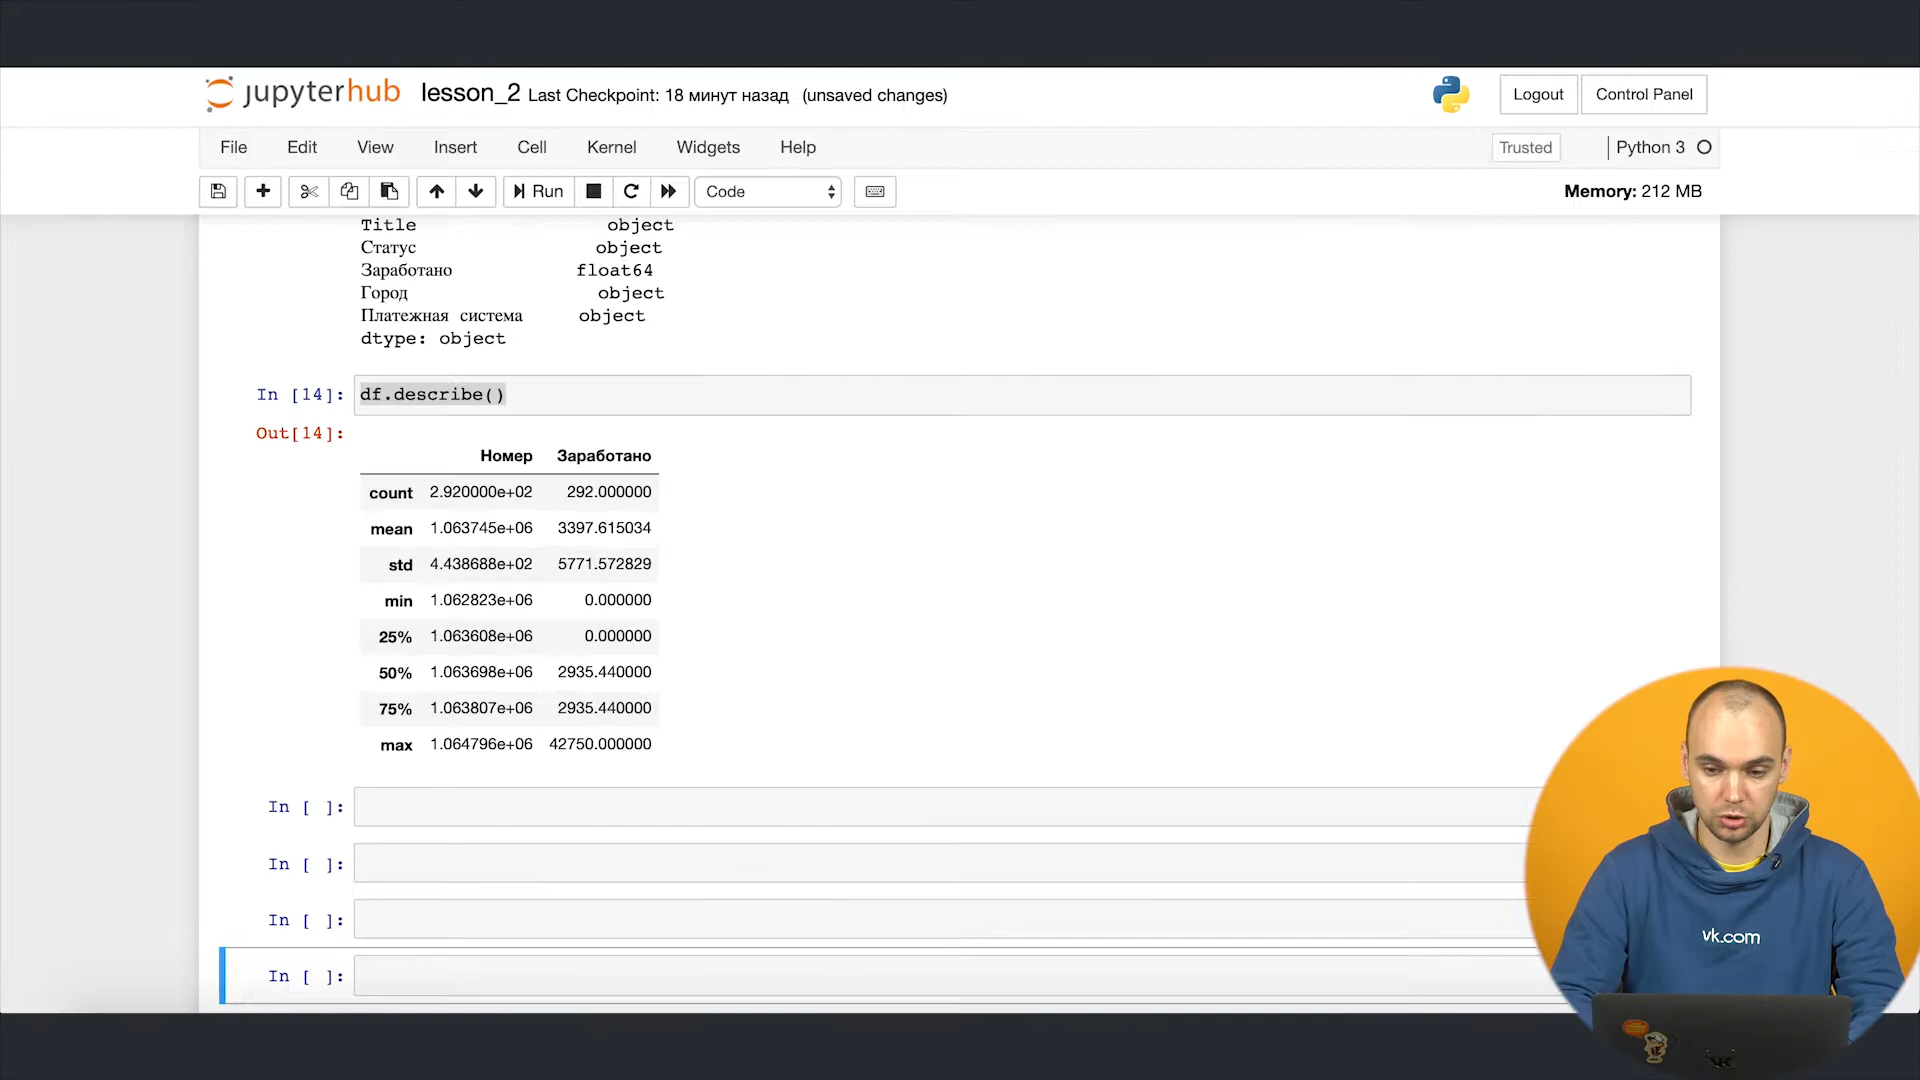 jupyterhub lesson_2 Last Checkpoint: 18 минут назад (unsaved changes) Logout Control Panel
File Edit View Insert Cell Kernel Widgets Help Trusted Python 3
Run Code Memory: 212 MB
Title object
Статус object
Заработано float64
Город object
Платежная система object
dtype: object
In [14]: df.describe()
Out[14]:
Номер Заработано
count 2.920000e+02 292.000000
mean 1.063745e+06 3397.615034
std 4.438688e+02 5771.572829
min 1.062823e+06 0.000000
25% 1.063608e+06 0.000000
50% 1.063698e+06 2935.440000
75% 1.063807e+06 2935.440000
max 1.064796e+06 42750.000000
In [ ]:
In [ ]:
In [ ]:
In [ ]:
vk.com